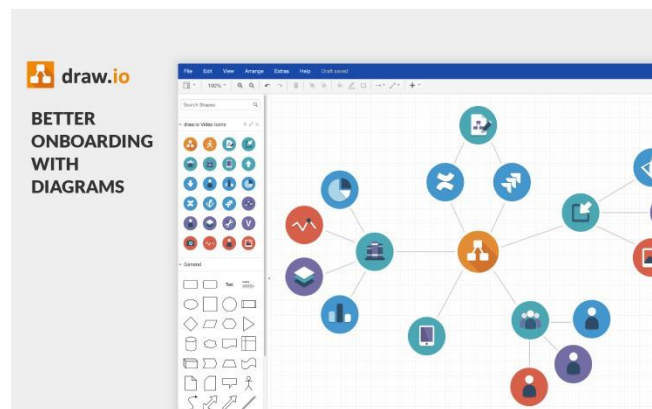 draw.io
BETTER
ONBOARDING
WITH
DIAGRAMS
File Edit View Arrange Extras Help Draft saved
100%
Search Shapes
draw.io Video Icons
V
General
Text